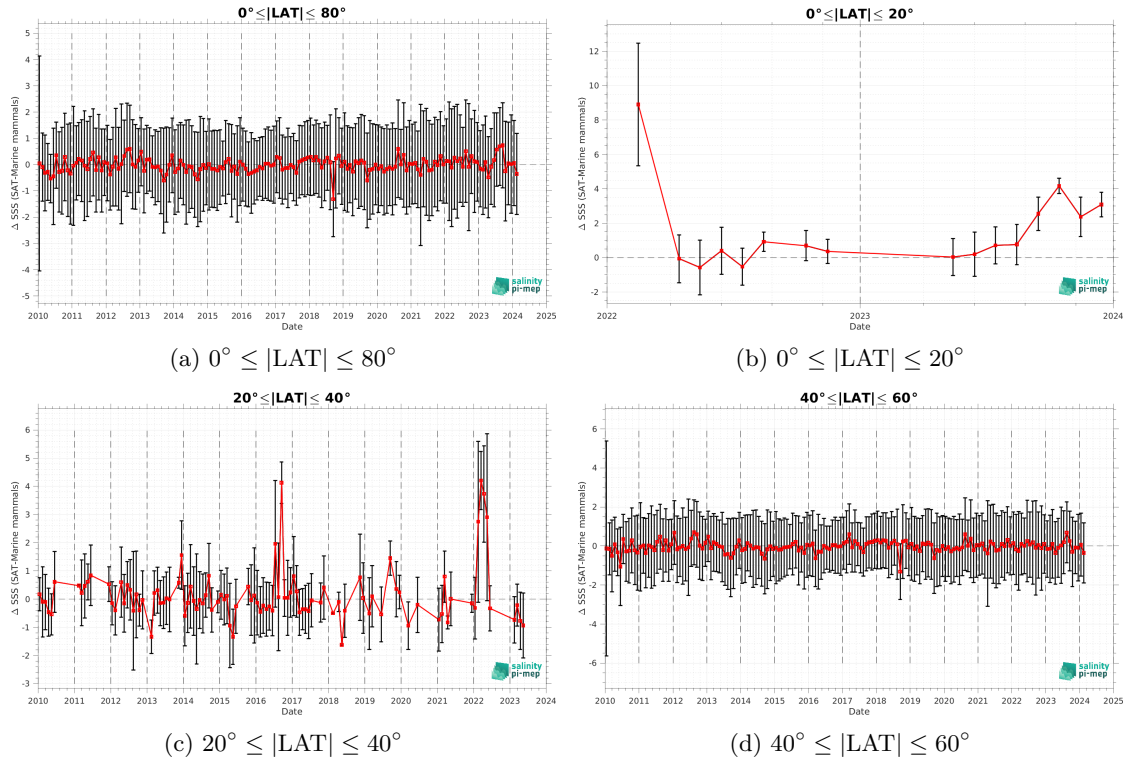 0°≤|LAT|≤ 80°
Δ SSS (SAT-Marine mammals)
5
4
3
2
1
0
-1
-2
-3
-4
-5
2010 2011 2012 2013 2014 2015 2016 2017 2018 2019 2020 2021 2022 2023 2024 2025
Date
salinity
pi-mep
(a) 0° ≤ |LAT| ≤ 80°
0°≤|LAT|≤ 20°
Δ SSS (SAT-Marine mammals)
12
10
8
6
4
2
0
-2
2022 2023 2024
Date
salinity
pi-mep
(b) 0° ≤ |LAT| ≤ 20°
20°≤|LAT|≤ 40°
Δ SSS (SAT-Marine mammals)
6
5
4
3
2
1
0
-1
-2
-3
2010 2011 2012 2013 2014 2015 2016 2017 2018 2019 2020 2021 2022 2023 2024
Date
salinity
pi-mep
(c) 20° ≤ |LAT| ≤ 40°
40°≤|LAT|≤ 60°
Δ SSS (SAT-Marine mammals)
6
4
2
0
-2
-4
-6
2010 2011 2012 2013 2014 2015 2016 2017 2018 2019 2020 2021 2022 2023 2024 2025
Date
salinity
pi-mep
(d) 40° ≤ |LAT| ≤ 60°